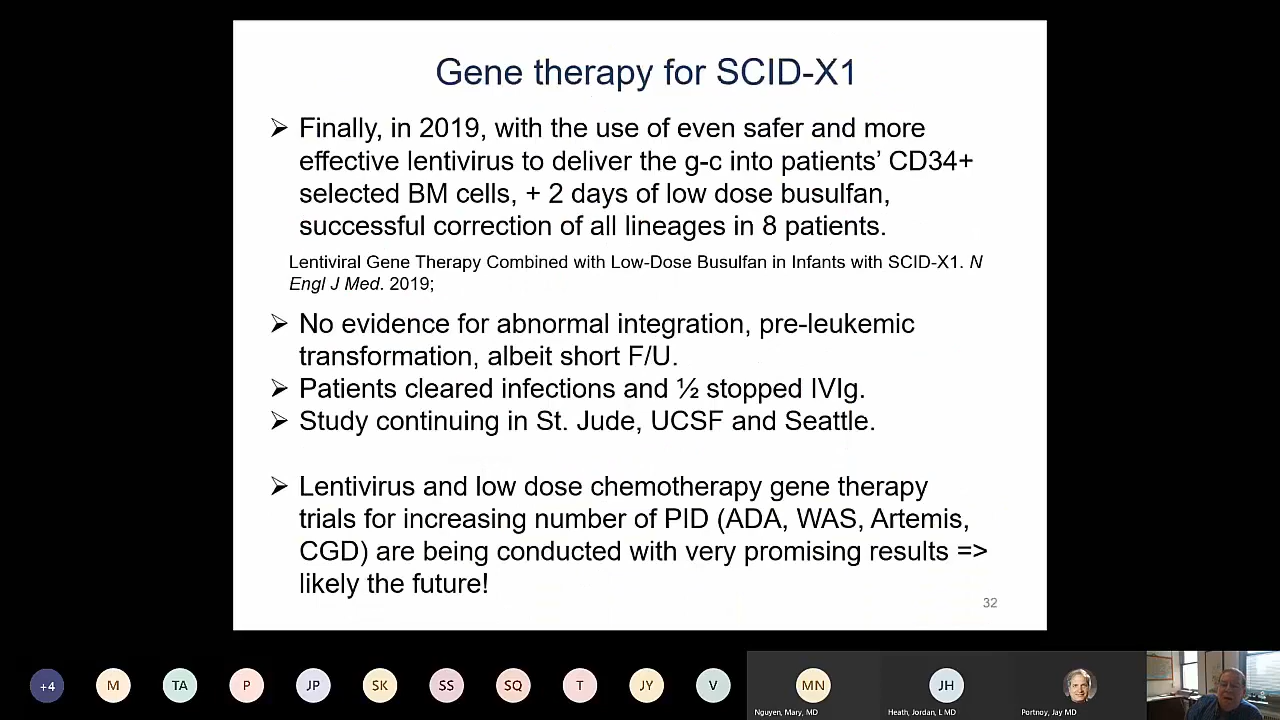 Gene therapy for SCID-X1
➢ Finally, in 2019, with the use of even safer and more
effective lentivirus to deliver the g-c into patients’ CD34+
selected BM cells, + 2 days of low dose busulfan,
successful correction of all lineages in 8 patients.
Lentiviral Gene Therapy Combined with Low-Dose Busulfan in Infants with SCID-X1. N
Engl J Med. 2019;
➢ No evidence for abnormal integration, pre-leukemic
transformation, albeit short F/U.
➢ Patients cleared infections and ½ stopped IVIg.
➢ Study continuing in St. Jude, UCSF and Seattle.
➢ Lentivirus and low dose chemotherapy gene therapy
trials for increasing number of PID (ADA, WAS, Artemis,
CGD) are being conducted with very promising results =>
likely the future!
32
+4 M TA P JP SK SS SQ T JY V MN JH
Nguyen, Mary, MD Heath, Jordan, L MD Portnoy, Jay MD